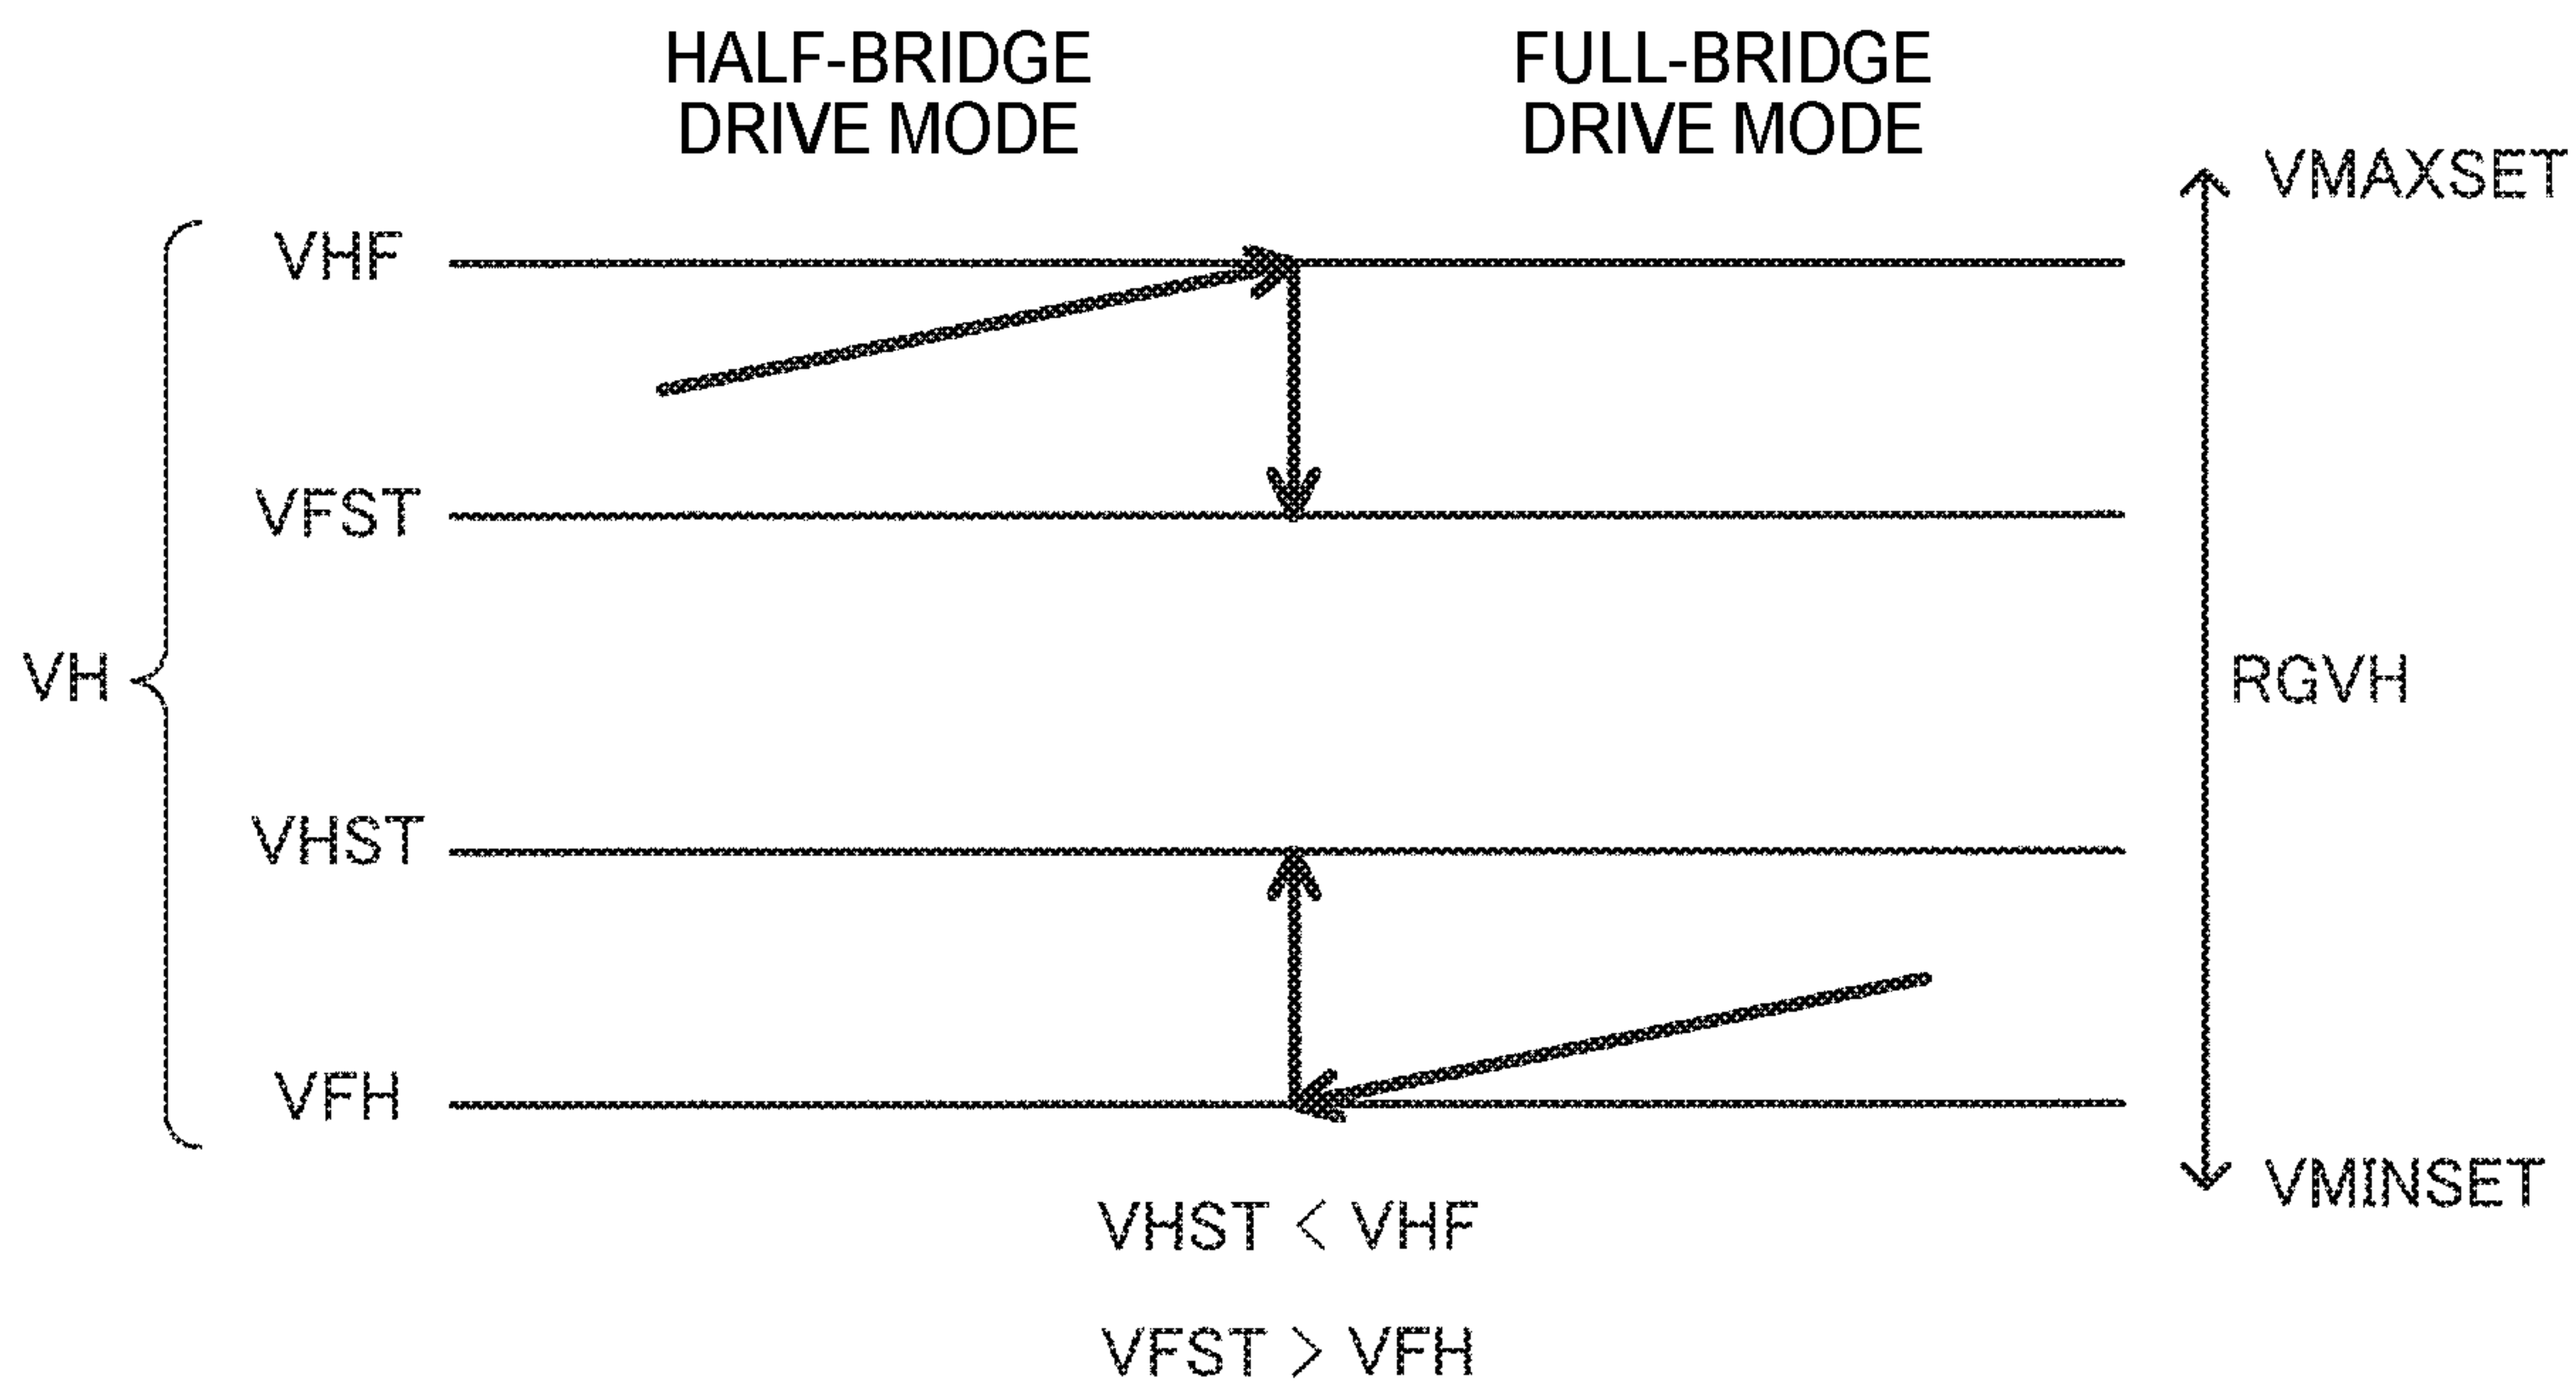 HALF-BRIDGE
DRIVE MODE
FULL-BRIDGE
DRIVE MODE
VMAXSET
VHF
VFST
VH
RGVH
VHST
VFH
VMINSET
VHST < VHF
VFST > VFH